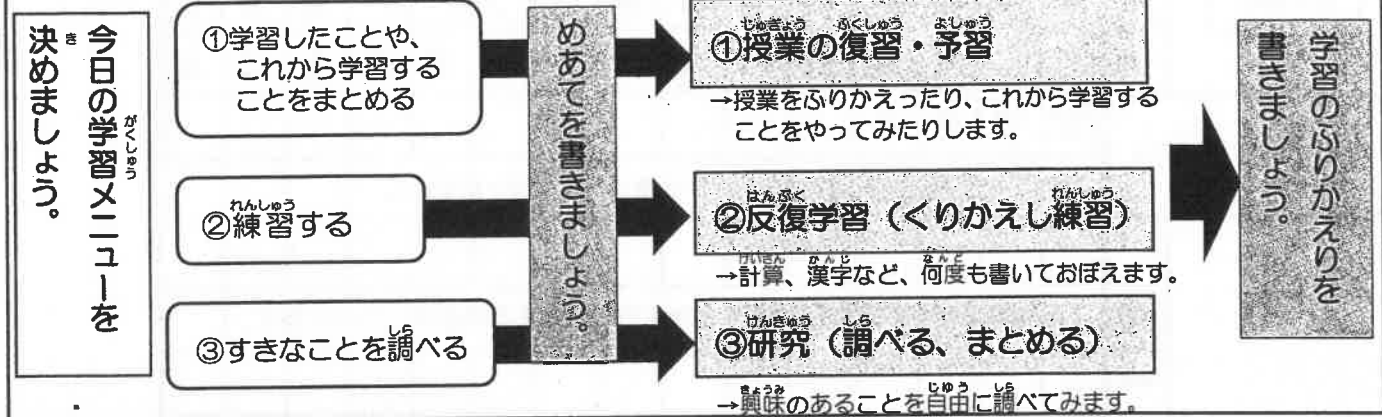 今日の学習メニューを
決めましょう。
①学習したことや、
これから学習する
ことをまとめる
②練習する
③すきなことを調べる
めあてを書きましょう。
①授業の復習・予習
→授業をふりかえったり、これから学習する
ことをやってみたりします。
②反復学習（くりかえし練習）
→計算、漢字など、何度も書いておぼえます。
③研究（調べる、まとめる）
→興味のあることを自由に調べてみます。
学習のふりかえりを
書きましょう。